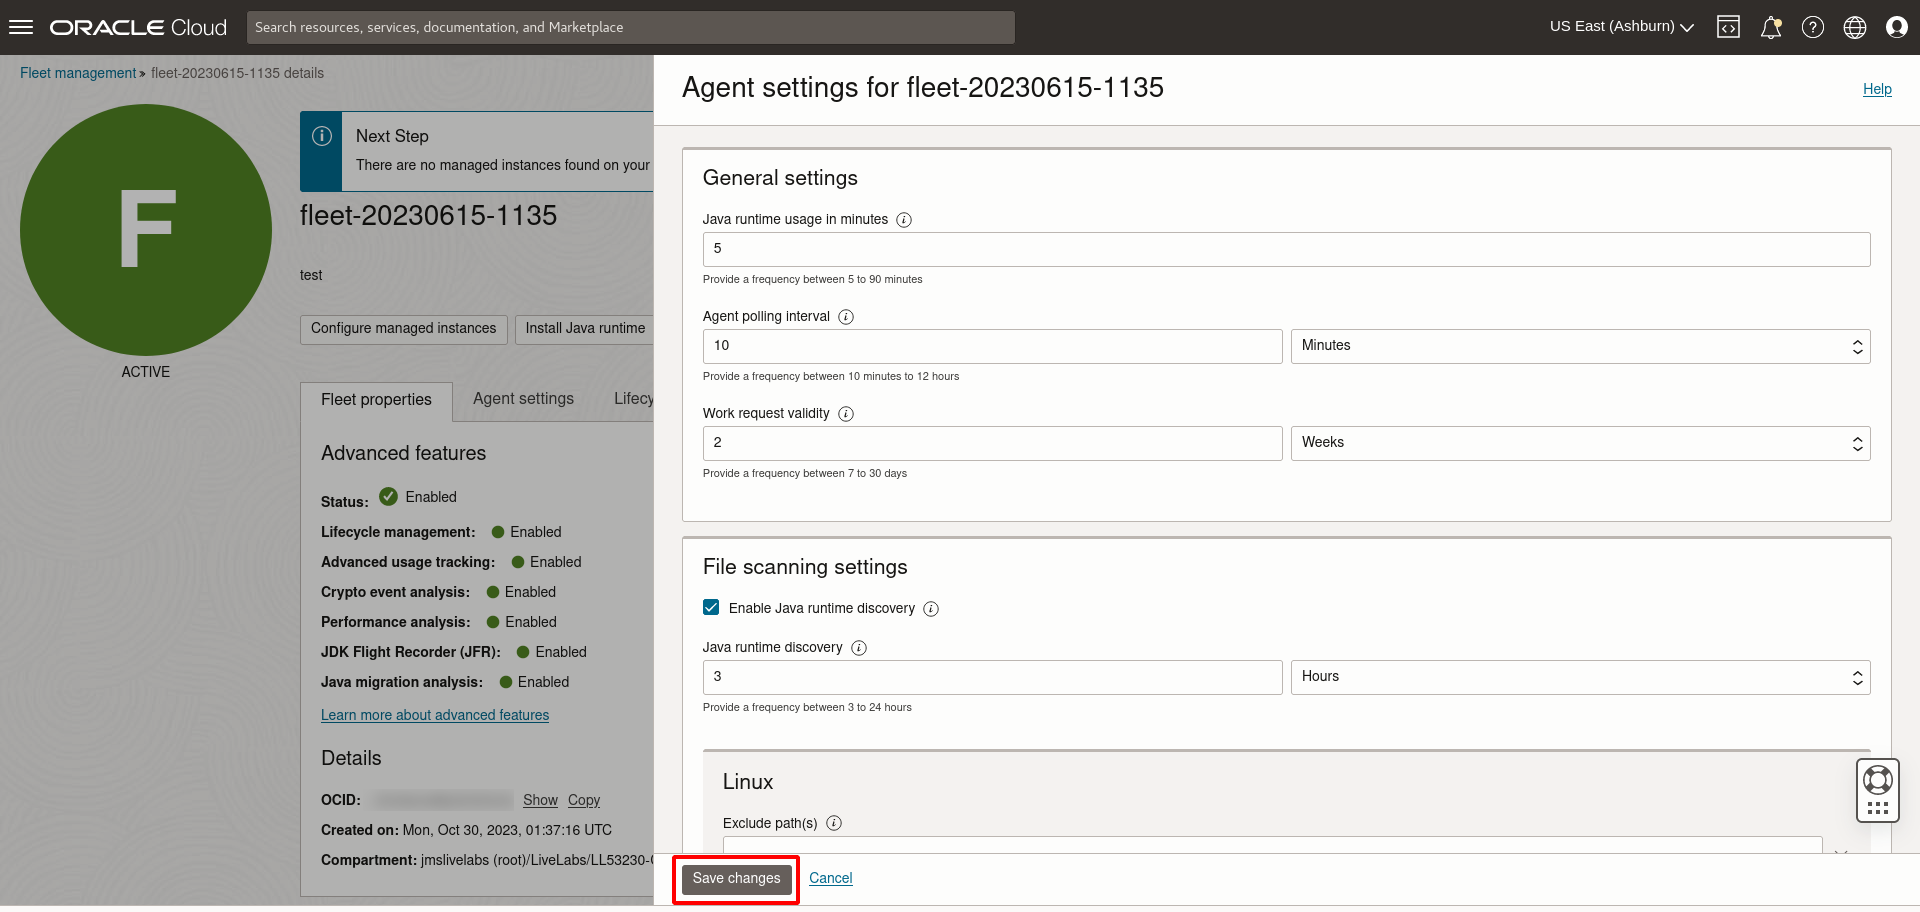 ORACLE Cloud
Search resources, services, documentation, and Marketplace
US East (Ashburn)
Fleet management » fleet-20230615-1135 details
F
ACTIVE
Next Step
There are no managed instances found on your
fleet-20230615-1135
test
Configure managed instances
Install Java runtime
Fleet properties
Agent settings
Lifecy
Advanced features
Status: Enabled
Lifecycle management: Enabled
Advanced usage tracking: Enabled
Crypto event analysis: Enabled
Performance analysis: Enabled
JDK Flight Recorder (JFR): Enabled
Java migration analysis: Enabled
Learn more about advanced features
Details
OCID: Show Copy
Created on: Mon, Oct 30, 2023, 01:37:16 UTC
Compartment: jmslivelabs (root)/LiveLabs/LL53230-
Agent settings for fleet-20230615-1135
Help
General settings
Java runtime usage in minutes
5
Provide a frequency between 5 to 90 minutes
Agent polling interval
10
Minutes
Provide a frequency between 10 minutes to 12 hours
Work request validity
2
Weeks
Provide a frequency between 7 to 30 days
File scanning settings
Enable Java runtime discovery
Java runtime discovery
3
Hours
Provide a frequency between 3 to 24 hours
Linux
Exclude path(s)
Save changes
Cancel